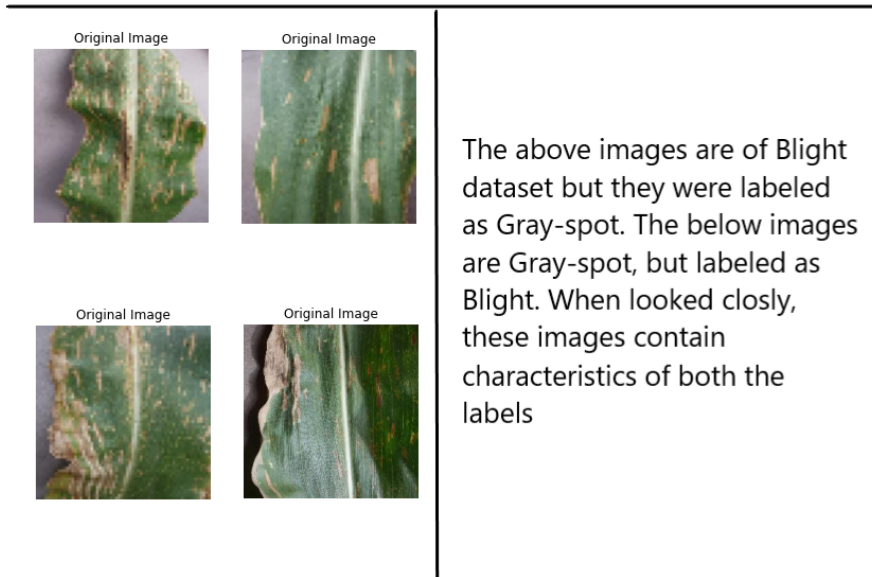 Original Image
Original Image
Original Image
Original Image
The above images are of Blight
dataset but they were labeled
as Gray-spot. The below images
are Gray-spot, but labeled as
Blight. When looked closly,
these images contain
characteristics of both the
labels